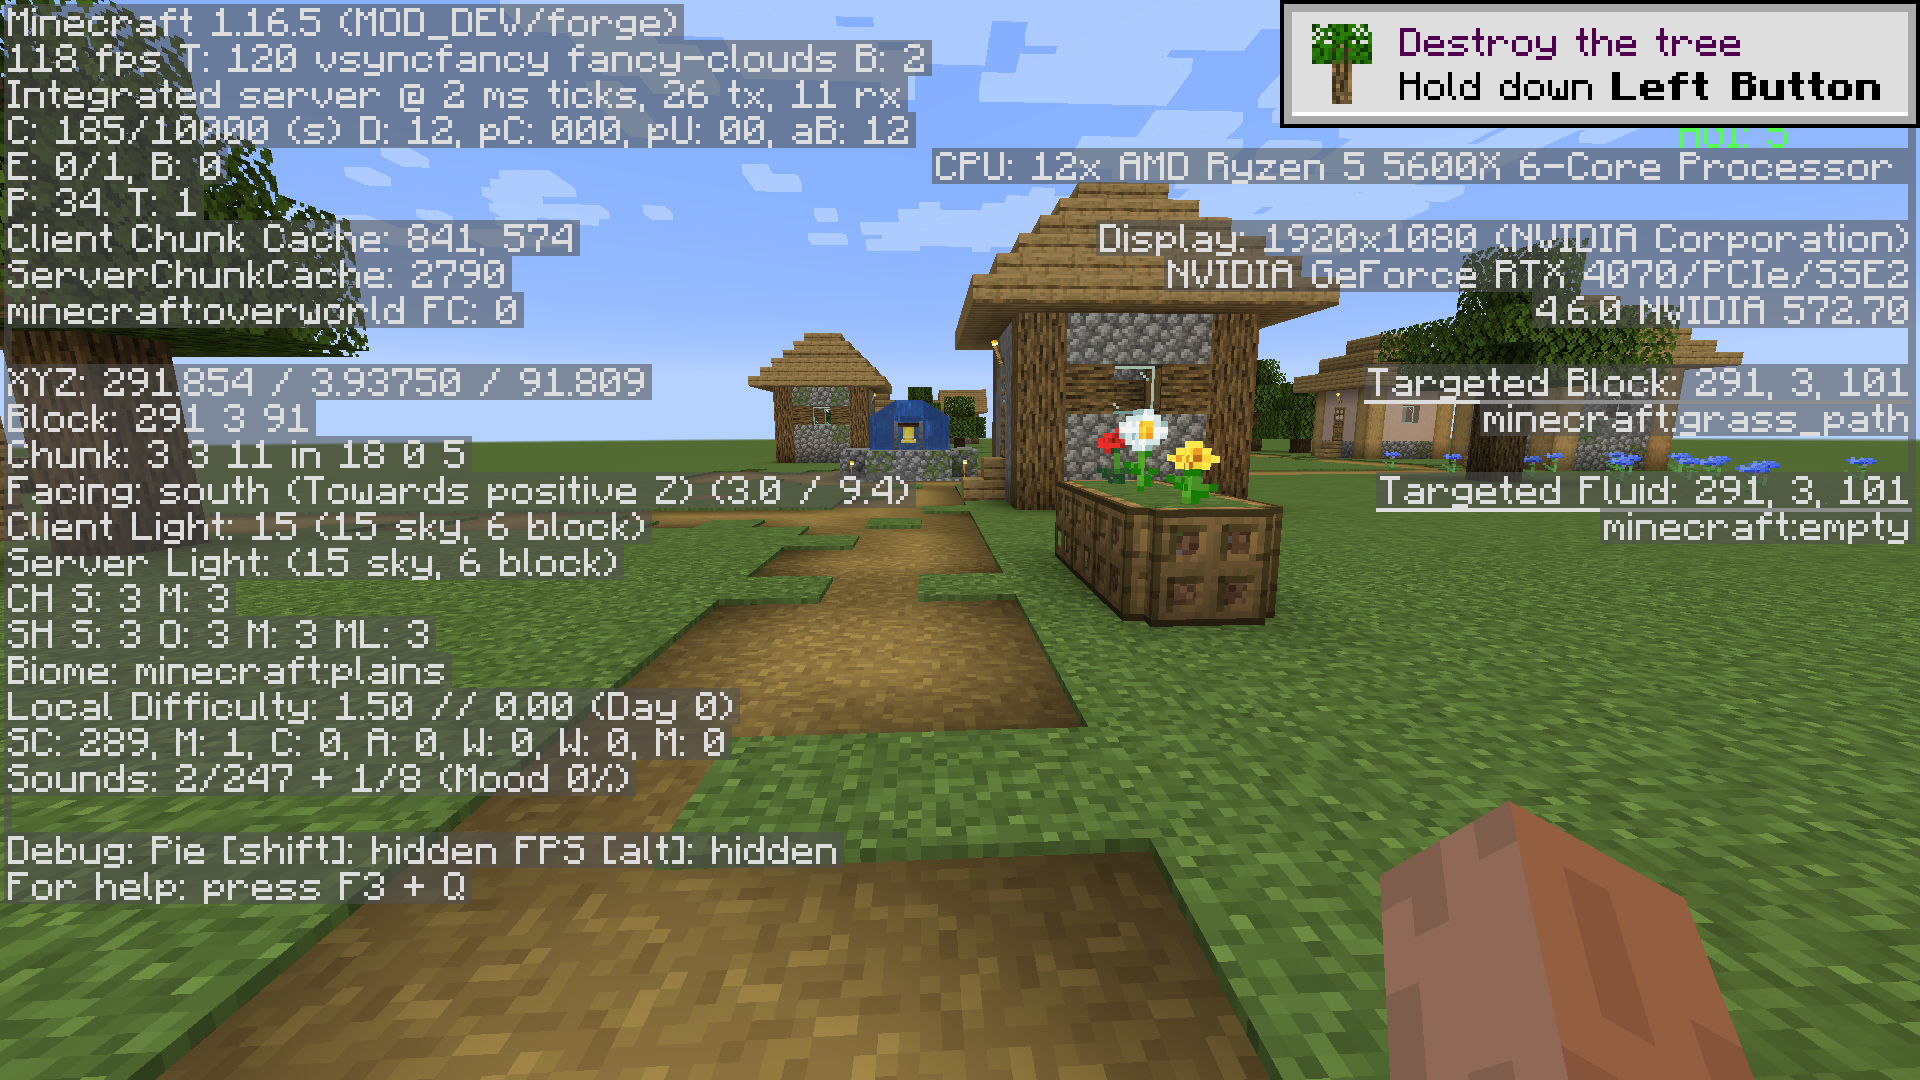 Minecraft 1.16.5 (MOD_DEV/forge)
118 fps T: 120 vsyncfancy fancy-clouds B: 2
Integrated server @ 2 ms ticks, 26 tx, 11 rx
C: 185/10000 (s) D: 12, pC: 000, pU: 00, aB: 12
E: 0/1, B: 0
P: 34. T: 1
Client Chunk Cache: 841, 574
ServerChunkCache: 2790
minecraft:overworld FC: 0
XYZ: 291.854 / 3.93750 / 91.809
Block: 291 3 91
Chunk: 3 3 11 in 18 0 5
Facing: south (Towards positive Z) (3.0 / 9.4)
Client Light: 15 (15 sky, 6 block)
Server Light: (15 sky, 6 block)
CH S: 3 M: 3
SH S: 3 O: 3 M: 3 ML: 3
Biome: minecraft:plains
Local Difficulty: 1.50 // 0.00 (Day 0)
SC: 289, M: 1, C: 0, A: 0, W: 0, W: 0, M: 0
Sounds: 2/247 + 1/8 (Mood 0%)
Debug: Pie [shift]: hidden FPS [alt]: hidden
For help: press F3 + Q
Destroy the tree
Hold down Left Button
CPU: 12x AMD Ryzen 5 5600X 6-Core Processor
Display: 1920x1080 (NVIDIA Corporation)
NVIDIA GeForce RTX 4070/PCIe/SSE2
4.6.0 NVIDIA 572.70
Targeted Block: 291, 3, 101
minecraft:grass_path
Targeted Fluid: 291, 3, 101
minecraft:empty